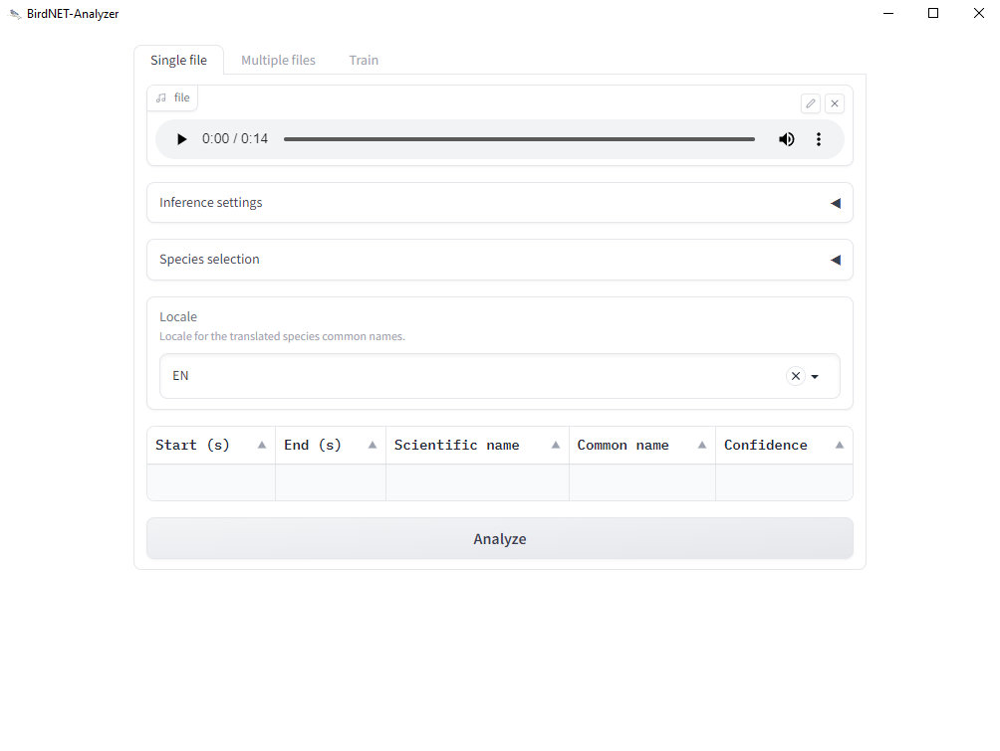 BirdNET-Analyzer
Single file Multiple files Train
file
0:00 / 0:14
Inference settings
Species selection
Locale
Locale for the translated species common names.
EN
Start (s) End (s) Scientific name Common name Confidence
Analyze